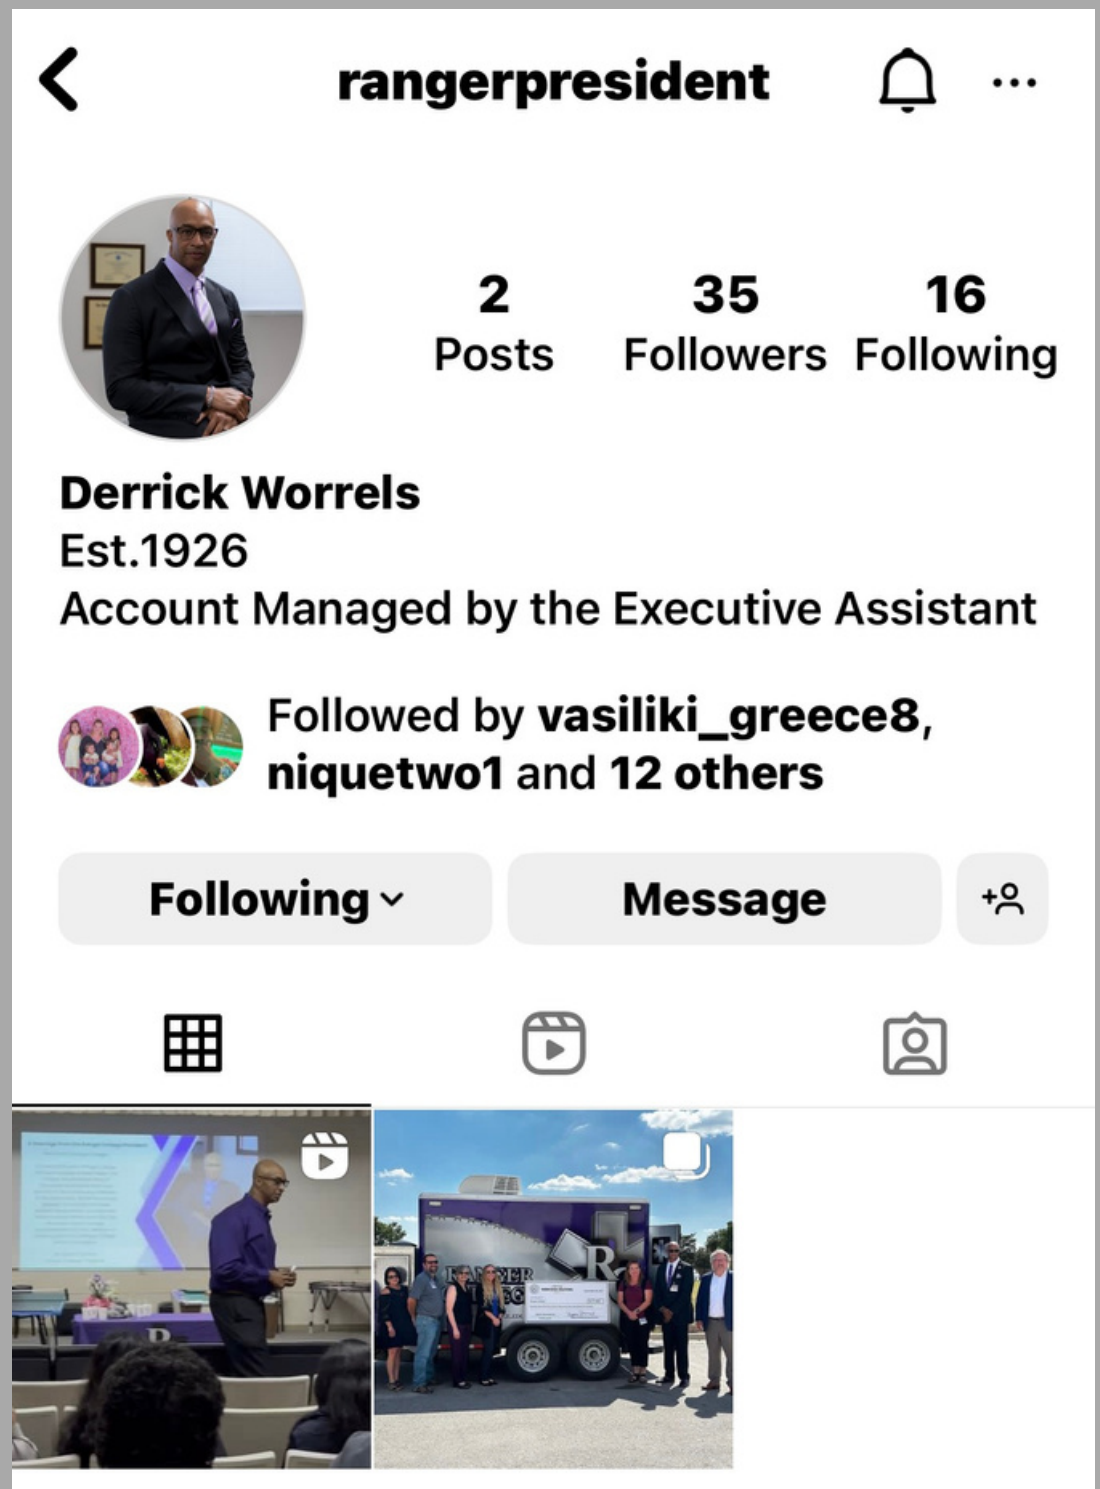 rangerpresident
2
Posts
35
Followers
16
Following
Derrick Worrels
Est.1926
Account Managed by the Executive Assistant
Followed by vasiliki_greece8,
niquetwo1 and 12 others
Following
Message
R
RANGER
R